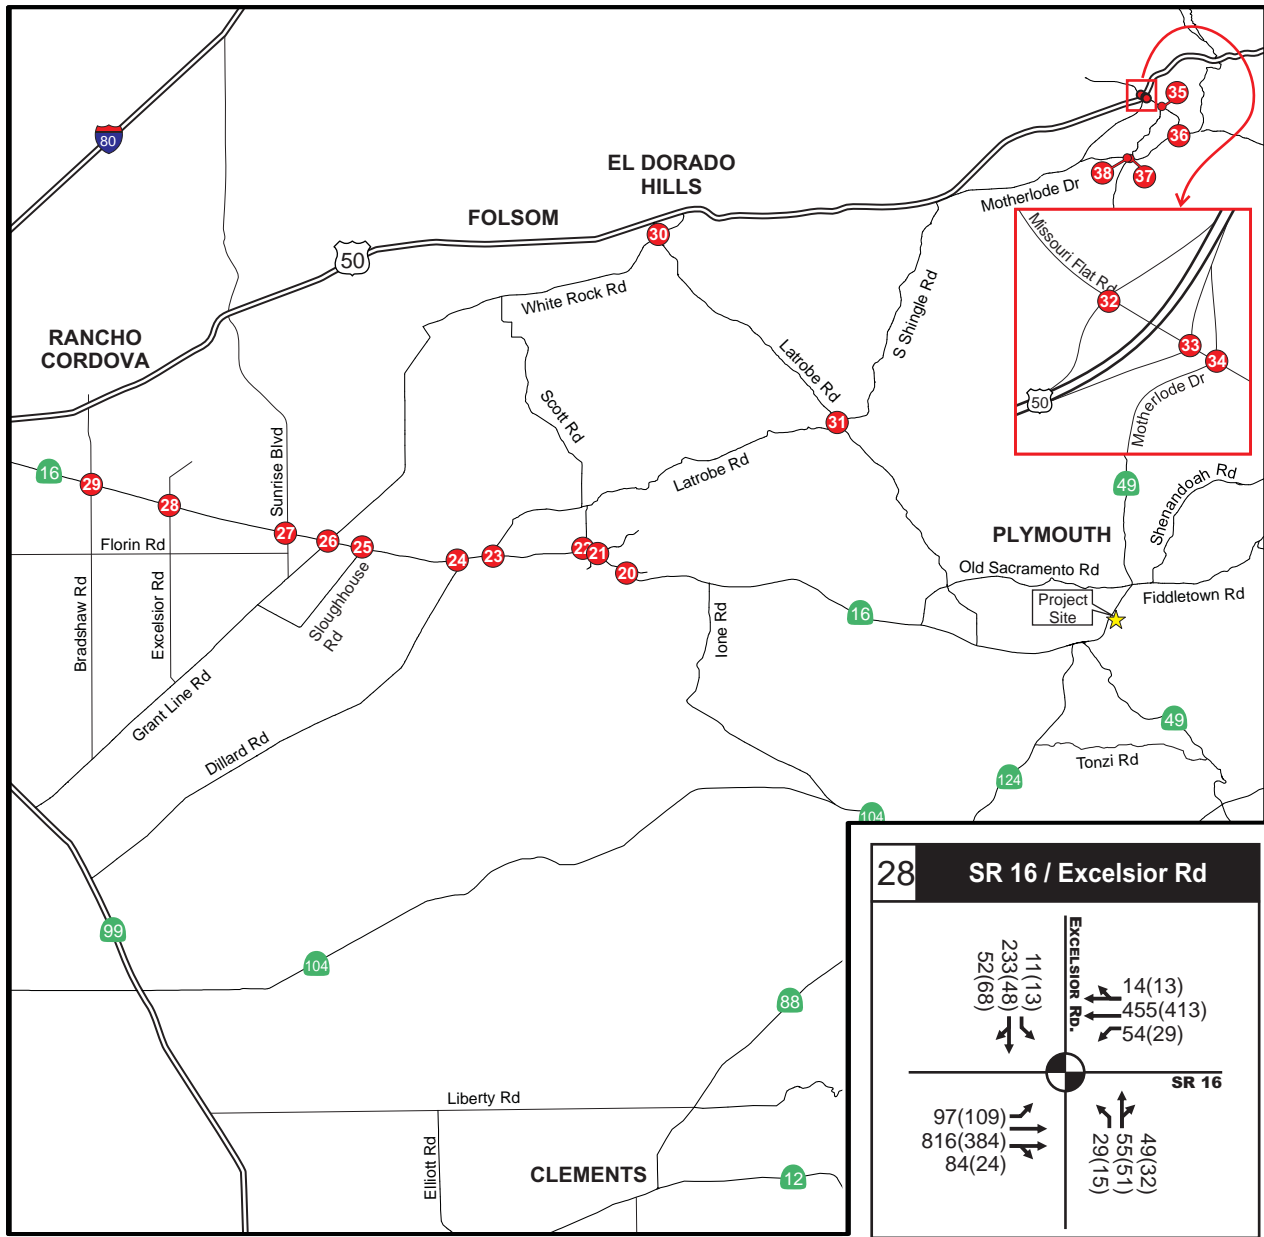 80
EL DORADO
HILLS
FOLSOM
50
RANCHO
CORDOVA
35
36
38
37
Motherlode Dr
30
White Rock Rd
S Shingle Rd
Latrobe Rd
Scott Rd
31
Latrobe Rd
Missouri Flat Rd
32
33
34
50
Motherlode Dr
16
29
28
Sunrise Blvd
27
26
25
24
23
22
21
20
Florin Rd
Bradshaw Rd
Excelsior Rd
Sloughhouse
Rd
Grant Line Rd
Dillard Rd
49
Shenandoah Rd
PLYMOUTH
Old Sacramento Rd
Fiddletown Rd
Project
Site
16
Ione Rd
49
Tonzi Rd
124
104
99
104
88
Liberty Rd
Elliott Rd
CLEMENTS
12
28
SR 16 / Excelsior Rd
EXCELSIOR RD.
11(13)
233(48)
52(68)
14(13)
455(413)
54(29)
SR 16
97(109)
816(384)
84(24)
49(32)
55(51)
29(15)